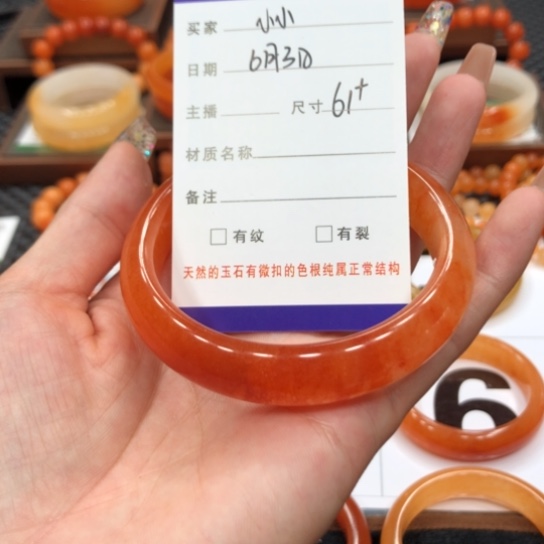 买家 小小
日期 6月3日
主播 尺寸 61+
材质名称
备注
□ 有纹 □ 有裂
天然的玉石有微扣的色根纯属正常结构
6